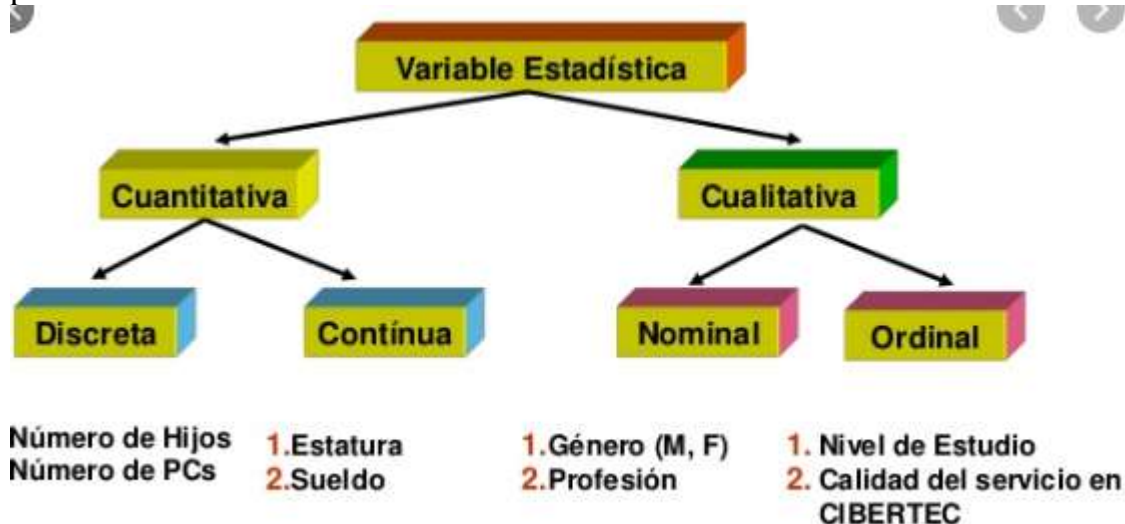 Variable Estadística
Cuantitativa
Cualitativa
Discreta
Contínua
Nominal
Ordinal
Número de Hijos
Número de PCs
1.Estatura
2.Sueldo
1.Género (M, F)
2.Profesión
1. Nivel de Estudio
2. Calidad del servicio en
CIBERTEC